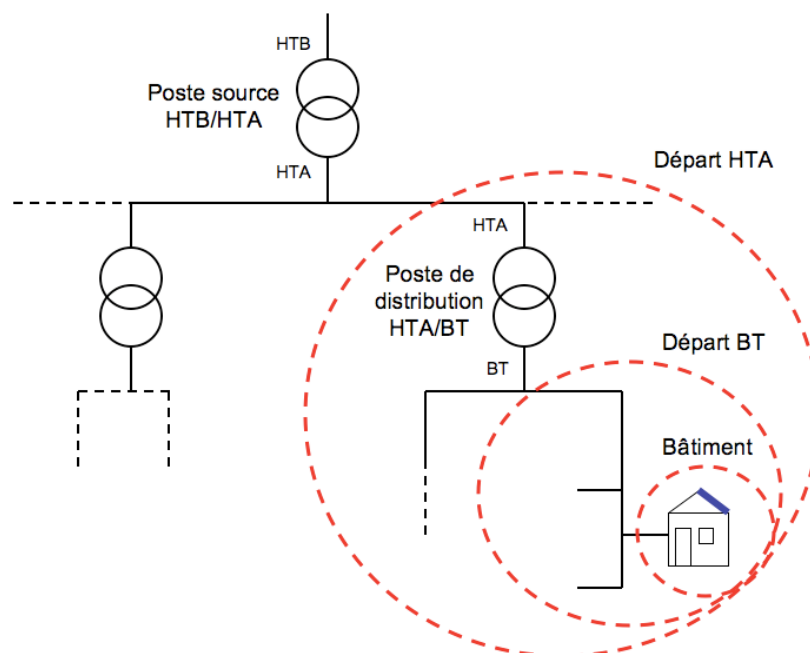 HTB
Poste source
HTB/HTA
HTA
Départ HTA
HTA
Poste de
distribution
HTA/BT
Départ BT
BT
Bâtiment